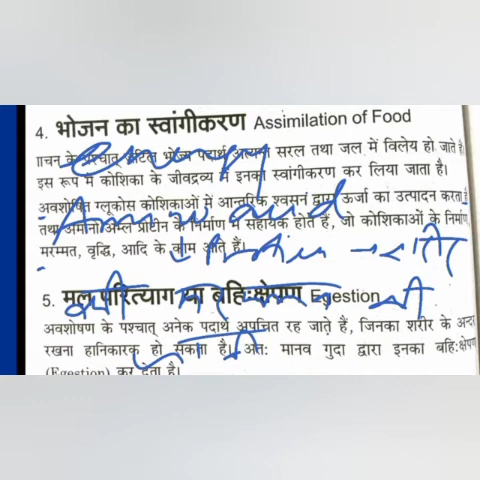 4. भोजन का स्वांगीकरण Assimilation of Food
energy
पाचन के पश्चात् जटिल भोज्य पदार्थ अत्यन्त सरल तथा जल में विलेय हो जाते हैं।
इस रूप में कोशिका के जीवद्रव्य में इनका स्वांगीकरण कर लिया जाता है।
अवशोषित ग्लूकोस कोशिकाओं में आन्तरिक श्वसन द्वारा ऊर्जा का उत्पादन करता है
Amino acid
तथा अमीनो अम्ल प्रोटीन के निर्माण में सहायक होते हैं, जो कोशिकाओं के निर्माण,
मरम्मत, वृद्धि, आदि के काम आते हैं।
Protein →
5. मल परित्याग या बहि:क्षेपण Egestion
की
अवशोषण के पश्चात् अनेक पदार्थ अपचित रह जाते हैं, जिनका शरीर के अन्दर
रखना हानिकारक हो सकता है। अत: मानव गुदा द्वारा इनका बहि:क्षेपण
(Egestion) कर देता है।